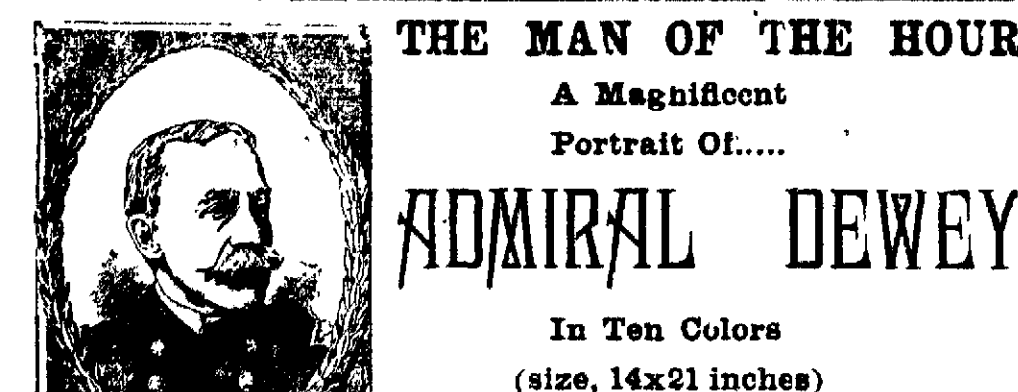 THE MAN OF THE HOUR
A Magnificent
Portrait Of.....
ADMIRAL DEWEY
In Ten Colors
(size, 14x21 inches)